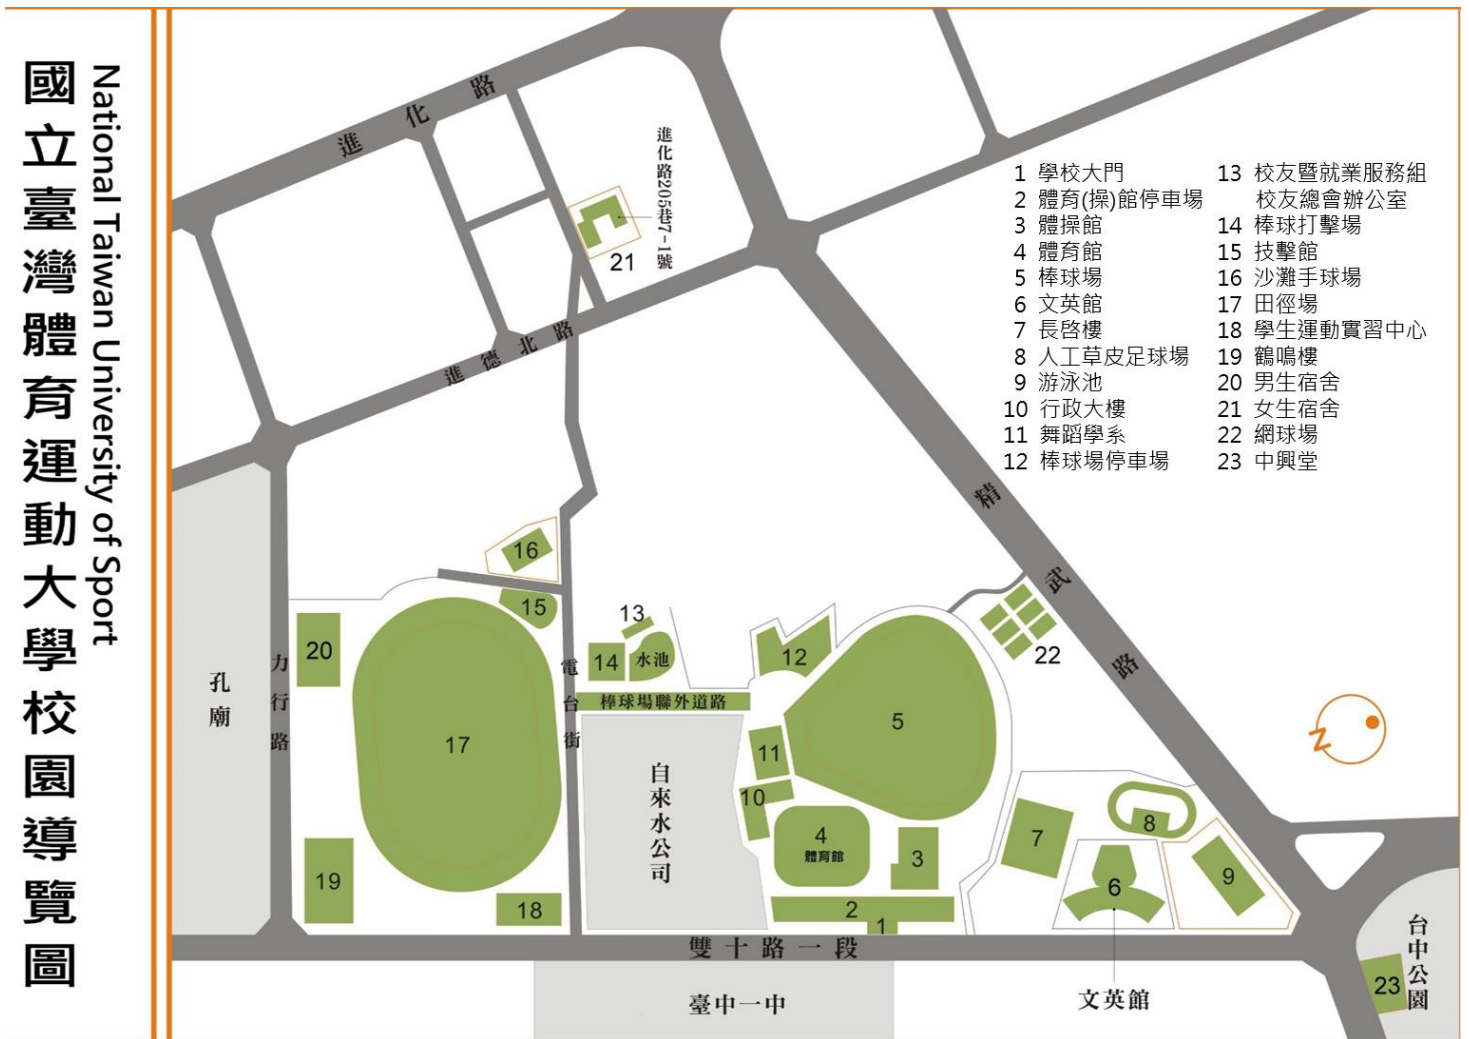 國立臺灣體育運動大學校園導覽圖
National Taiwan University of Sport
進化路
進化路205巷7-1號
21
進德北路
1 學校大門
2 體育(操)館停車場
3 體操館
4 體育館
5 棒球場
6 文英館
7 長啓樓
8 人工草皮足球場
9 游泳池
10 行政大樓
11 舞蹈學系
12 棒球場停車場
13 校友暨就業服務組
校友總會辦公室
14 棒球打擊場
15 技擊館
16 沙灘手球場
17 田徑場
18 學生運動實習中心
19 鶴鳴樓
20 男生宿舍
21 女生宿舍
22 網球場
23 中興堂
精武路
16
15
13
20
14
水池
12
22
孔廟
力行路
電台街
棒球場聯外道路
17
5
11
自來水公司
10
4
體育館
3
7
8
6
9
19
18
2
1
雙十路一段
臺中一中
文英館
台中公園
23
Z